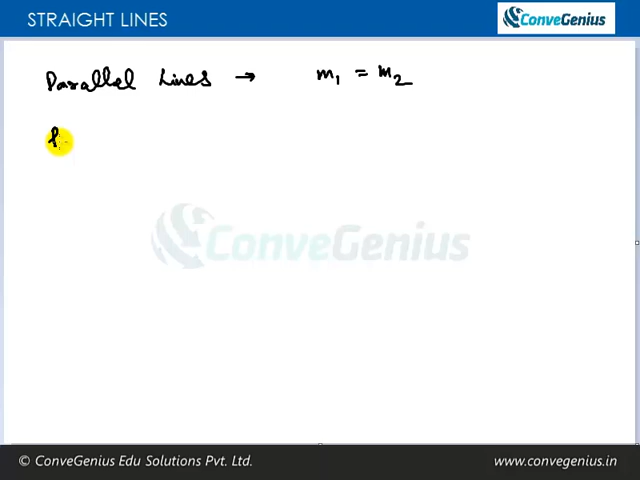 STRAIGHT LINES
ConveGenius
Parallel Lines → m₁ = m₂
ConveGenius
© ConveGenius Edu Solutions Pvt. Ltd.
www.convegenius.in